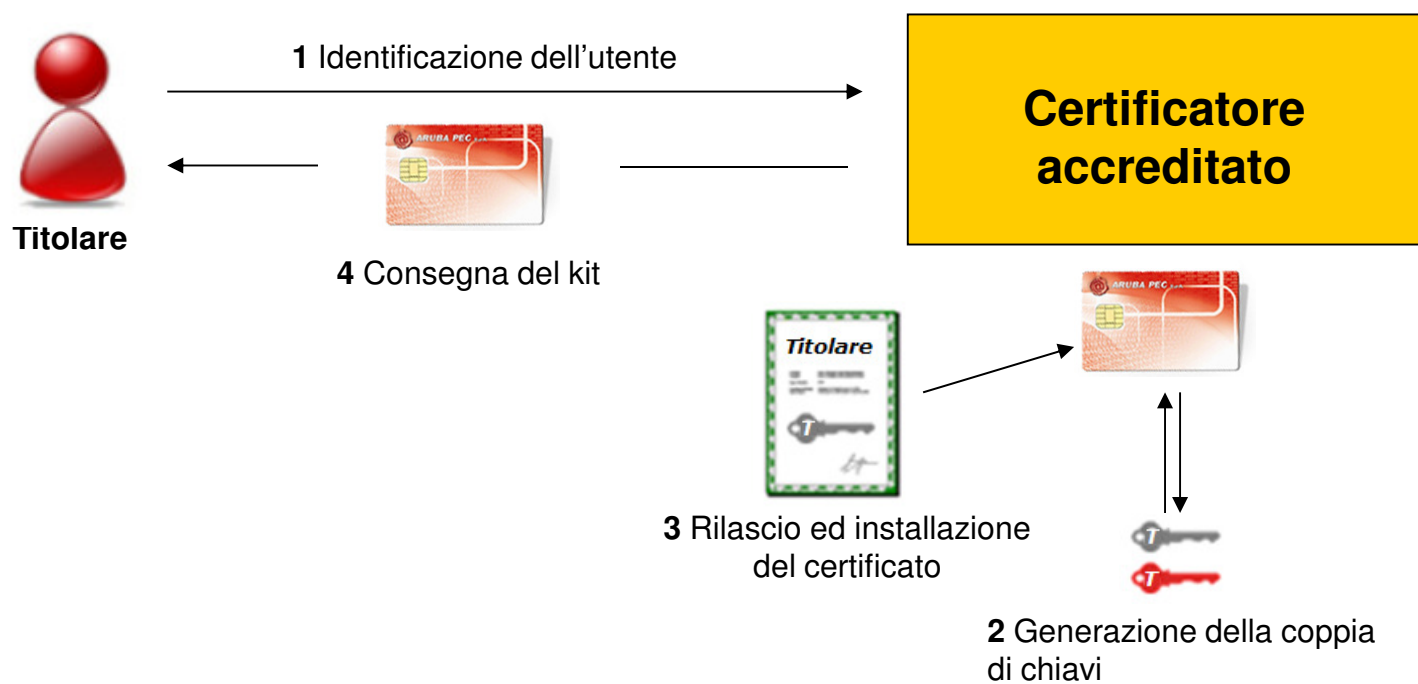 1 Identificazione dell’utente
Certificatore
accreditato
ARUBA PEC
Titolare
4 Consegna del kit
ARUBA PEC
Titolare
T
3 Rilascio ed installazione
del certificato
T
T
2 Generazione della coppia
di chiavi